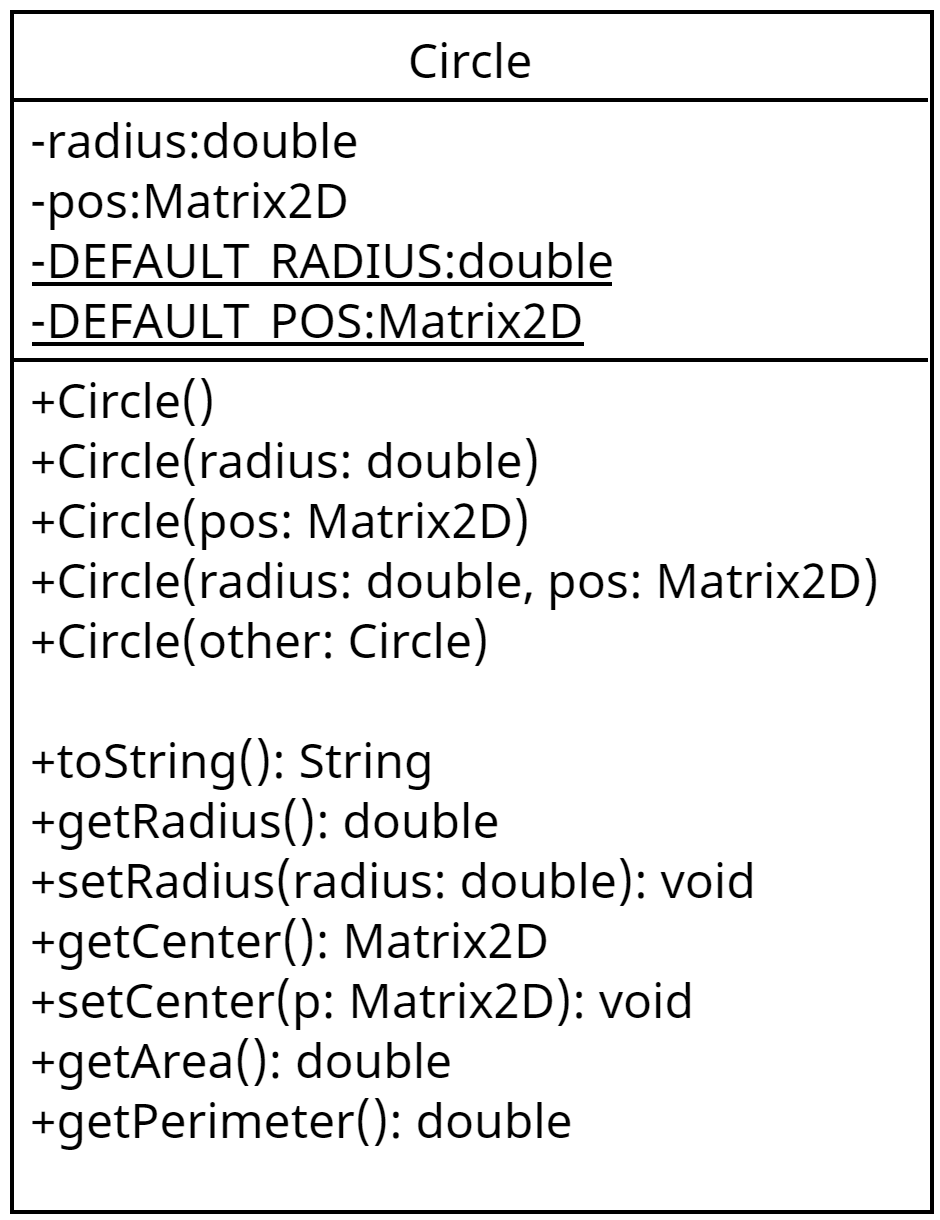 Circle
-radius:double
-pos:Matrix2D
-DEFAULT_RADIUS:double
-DEFAULT_POS:Matrix2D
+Circle()
+Circle(radius: double)
+Circle(pos: Matrix2D)
+Circle(radius: double, pos: Matrix2D)
+Circle(other: Circle)
+toString(): String
+getRadius(): double
+setRadius(radius: double): void
+getCenter(): Matrix2D
+setCenter(p: Matrix2D): void
+getArea(): double
+getPerimeter(): double